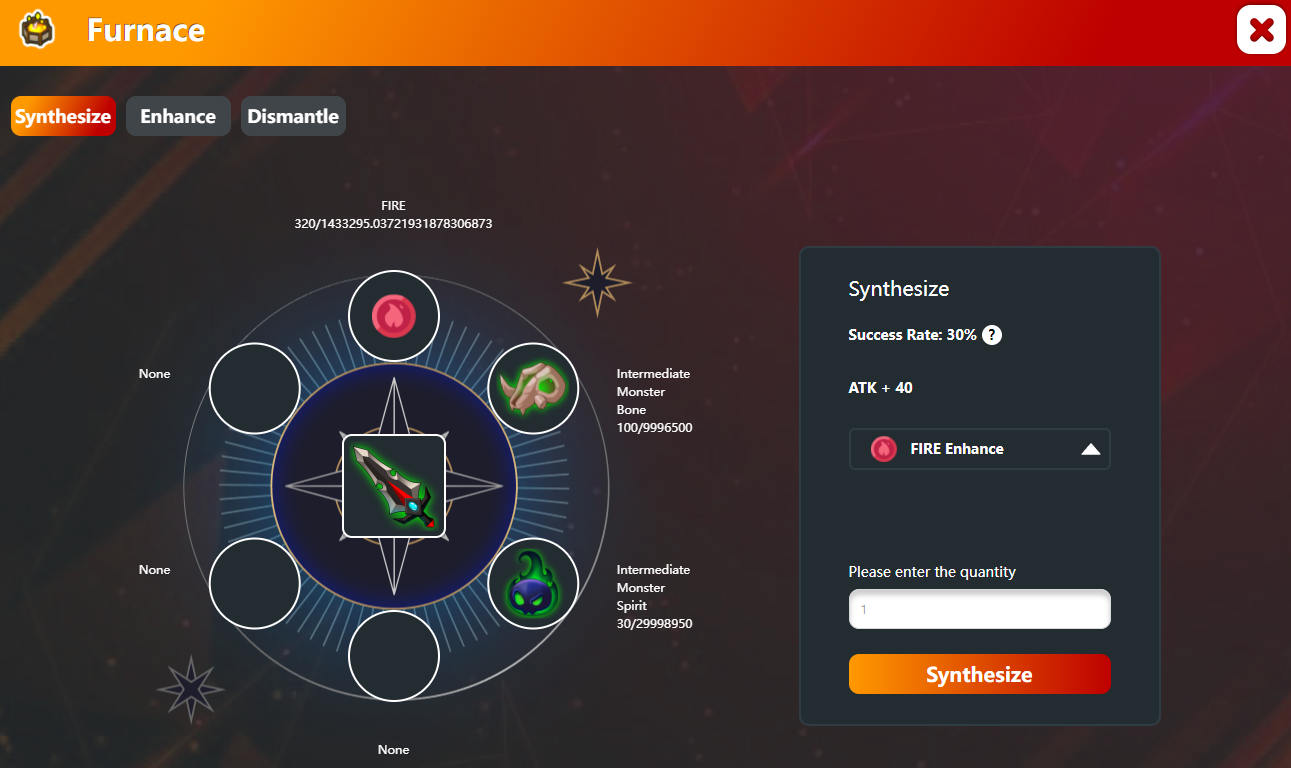 Furnace
Synthesize
Enhance
Dismantle
FIRE
320/1433295.03721931878306873
None
Intermediate
Monster
Bone
100/9996500
None
Intermediate
Monster
Spirit
30/29998950
None
Synthesize
Success Rate: 30% ?
ATK + 40
FIRE Enhance
Please enter the quantity
1
Synthesize